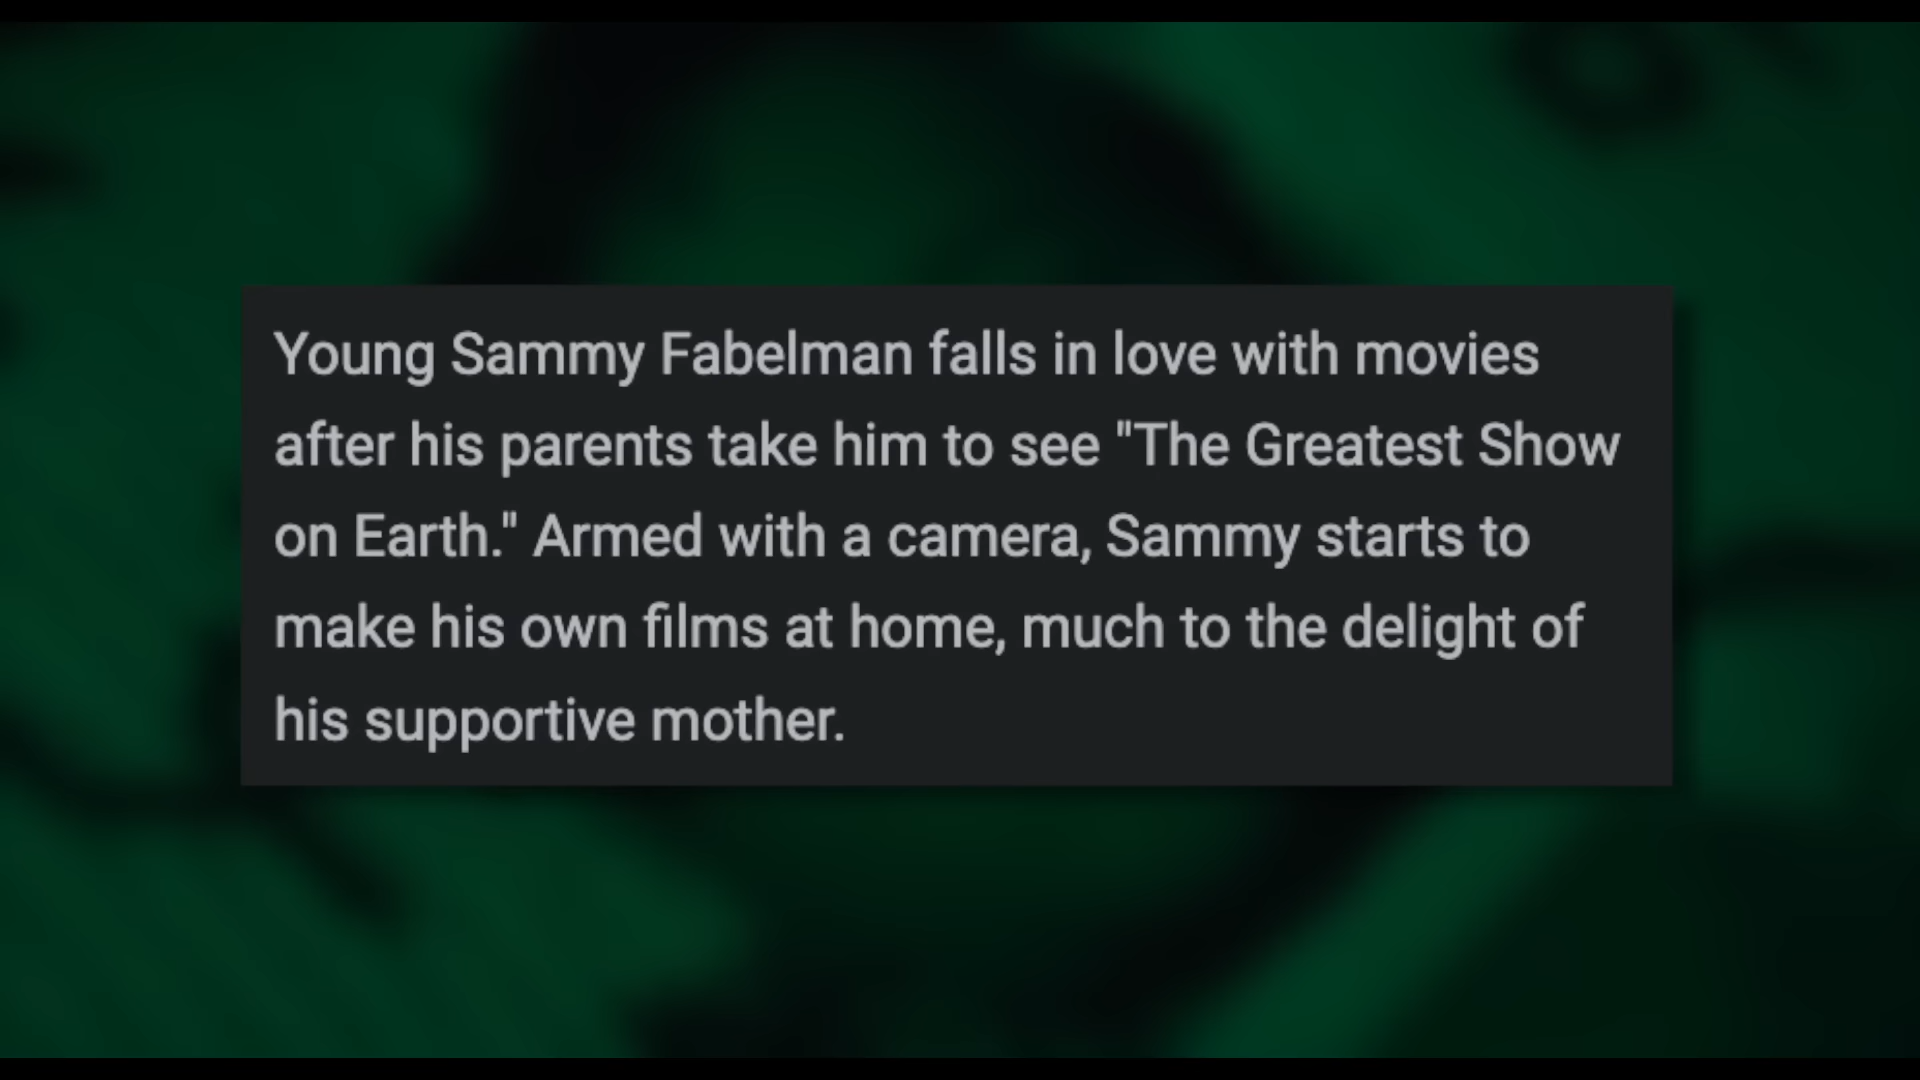 Young Sammy Fabelman falls in love with movies
after his parents take him to see "The Greatest Show
on Earth." Armed with a camera, Sammy starts to
make his own films at home, much to the delight of
his supportive mother.